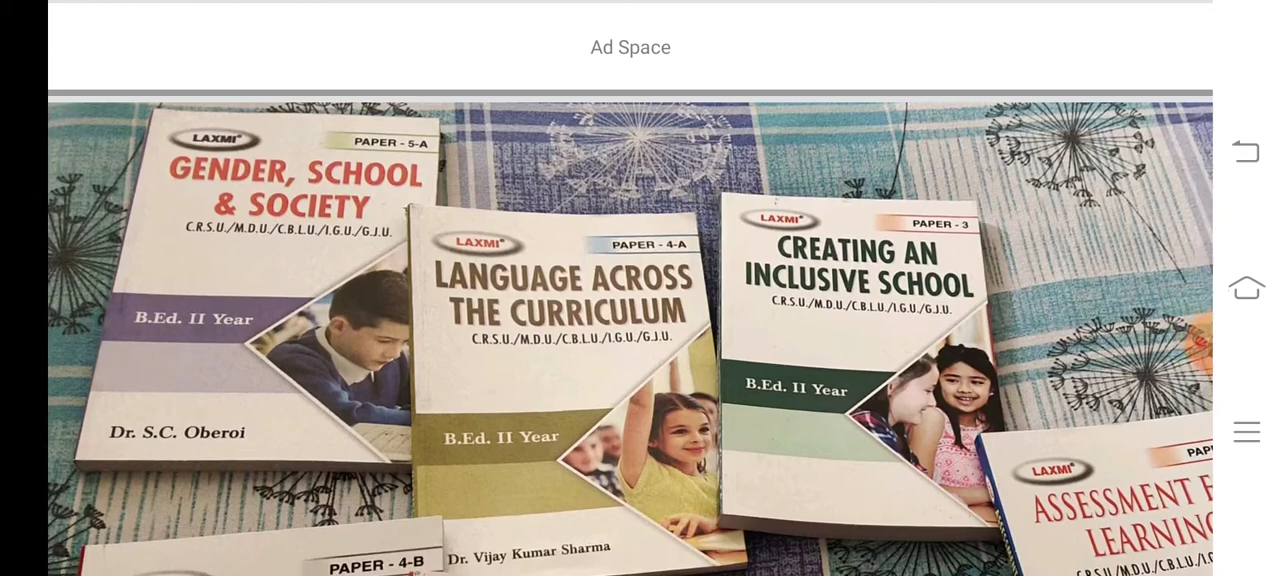 Ad Space
LAXMI
PAPER - 5-A
GENDER, SCHOOL
& SOCIETY
C.R.S.U./M.D.U./C.B.L.U./I.G.U./G.J.U.
B.Ed. II Year
Dr. S.C. Oberoi
LAXMI
PAPER - 4-A
LANGUAGE ACROSS
THE CURRICULUM
C.R.S.U./M.D.U./C.B.L.U./I.G.U./G.J.U.
B.Ed. II Year
Dr. Vijay Kumar Sharma
LAXMI
PAPER - 3
CREATING AN
INCLUSIVE SCHOOL
C.R.S.U./M.D.U./C.B.L.U./I.G.U./G.J.U.
B.Ed. II Year
LAXMI
ASSESSMENT
LEARNING
PAPER - 4-B